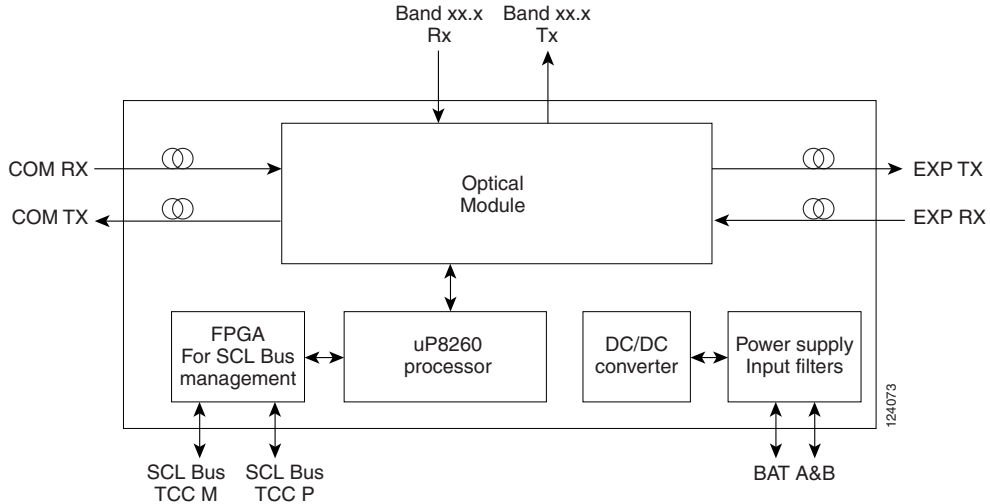 Band xx.x
Rx
Band xx.x
Tx
COM RX
COM TX
Optical
Module
EXP TX
EXP RX
FPGA
For SCL Bus
management
uP8260
processor
DC/DC
converter
Power supply
Input filters
124073
SCL Bus
TCC M
SCL Bus
TCC P
BAT A&B